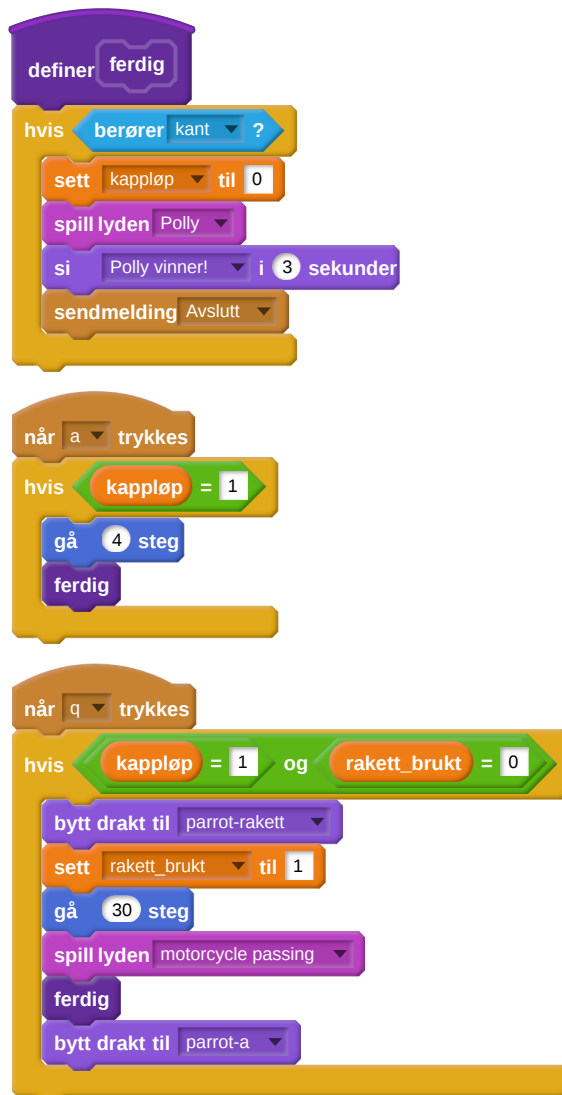 definer ferdig
hvis berører kant ?
sett kappløp til 0
spill lyden Polly
si Polly vinner! i 3 sekunder
sendmelding Avslutt
når a trykkes
hvis kappløp = 1
gå 4 steg
ferdig
når q trykkes
hvis kappløp = 1 og rakett_brukt = 0
bytt drakt til parrot-rakett
sett rakett_brukt til 1
gå 30 steg
spill lyden motorcycle passing
ferdig
bytt drakt til parrot-a